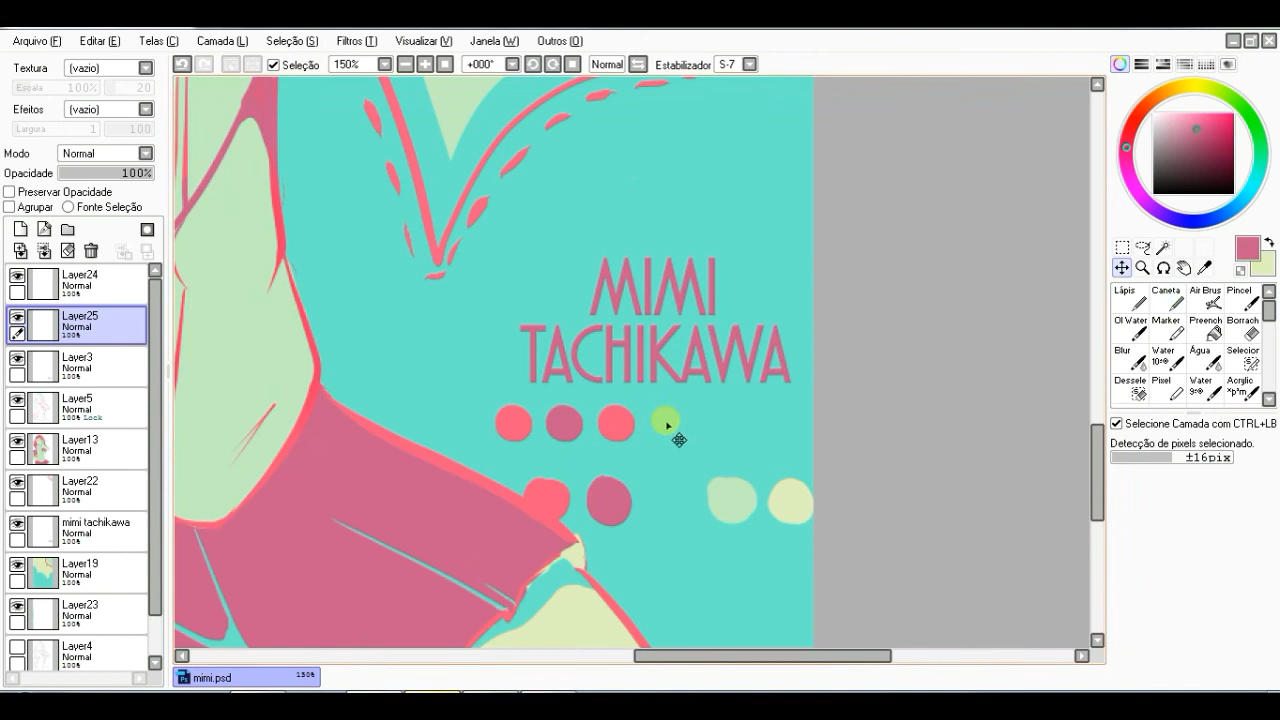 Arquivo (F) Editar (E) Telas (C) Camada (L) Seleção (S) Filtros (T) Visualizar (V) Janela (W) Outros (O)
Textura (vazio)
Escala 100% 20
Efeitos (vazio)
Largura 1 100
Modo Normal
Opacidade 100%
Preservar Opacidade
Agrupar Fonte Seleção
Seleção 150% +000° Normal Estabilizador S-7
Layer24
Normal
100%
Layer25
Normal
100%
Layer3
Normal
100%
Layer5
Normal
100% Lock
Layer13
Normal
100%
Layer22
Normal
100%
mimi tachikawa
Normal
100%
Layer19
Normal
100%
Layer23
Normal
100%
Layer4
Normal
MIMI
TACHIKAWA
mimi.psd 150%
Lápis Caneta Air Brus Pincel
Oil Water Marker Preench Borrach
Blur Water Água Selecior
Dessele Pixel Water Acrylic
Selecione Camada com CTRL+LB
Detecção de pixels selecionado.
±16pix